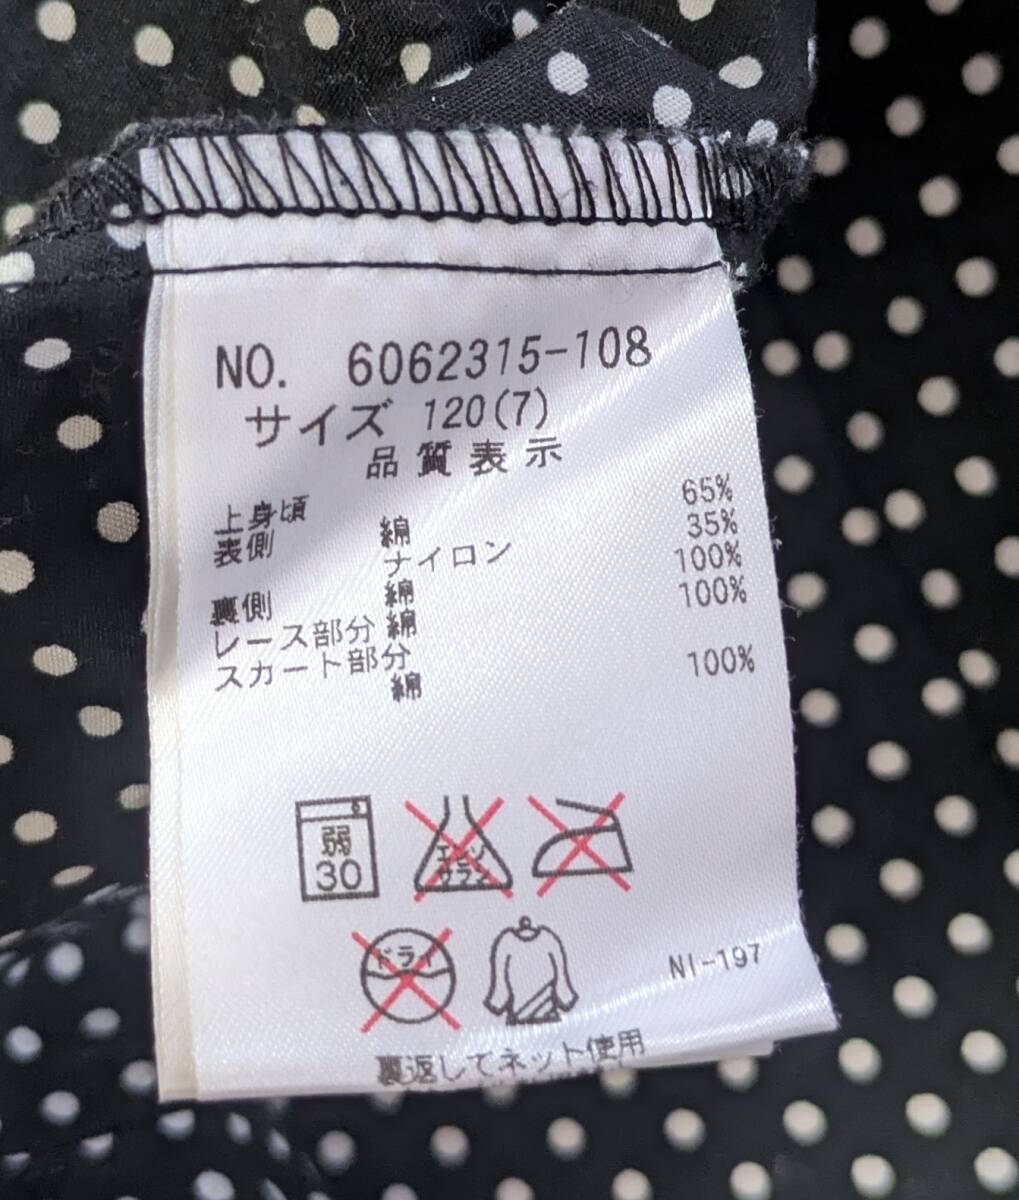 NO. 6062315-108
サイズ 120(7)
品質表示
上身頃
表側 綿 65%
ナイロン 35%
裏側 綿 100%
レース部分 綿 100%
スカート部分
綿 100%
弱
30
エンソ
サラシ
ドライ
NI-197
裏返してネット使用